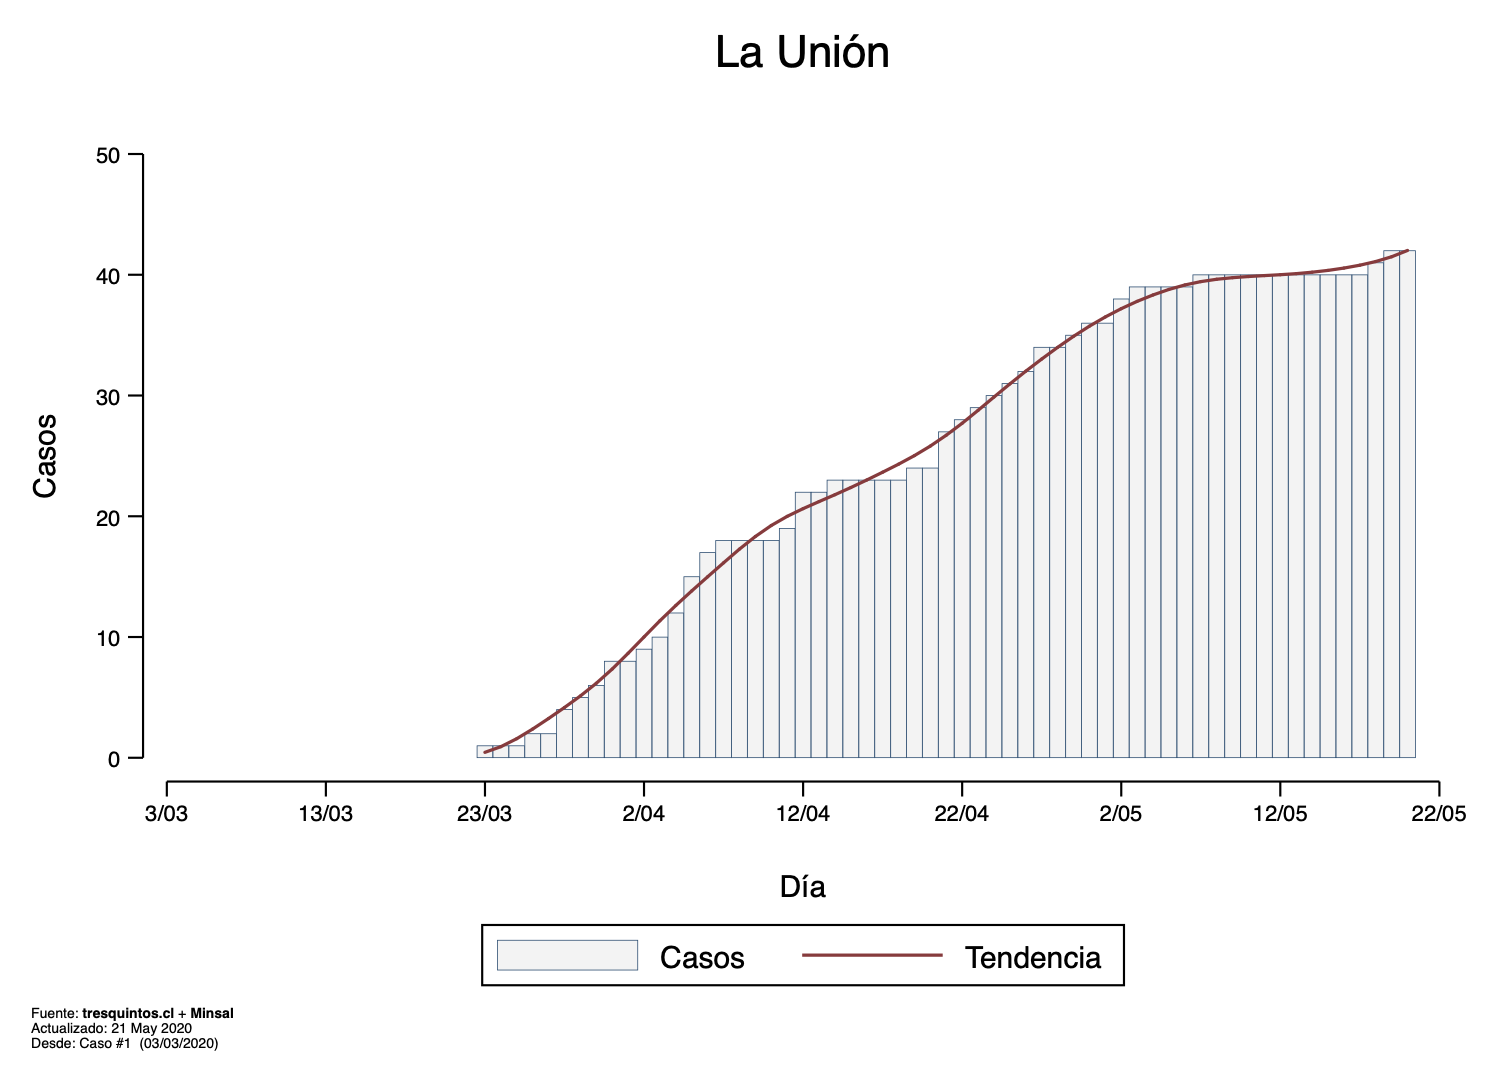 La Unión
50
40
30
20
10
0
Casos
3/03 13/03 23/03 2/04 12/04 22/04 2/05 12/05 22/05
Día
Casos Tendencia
Fuente: tresquintos.cl + Minsal
Actualizado: 21 May 2020
Desde: Caso #1 (03/03/2020)